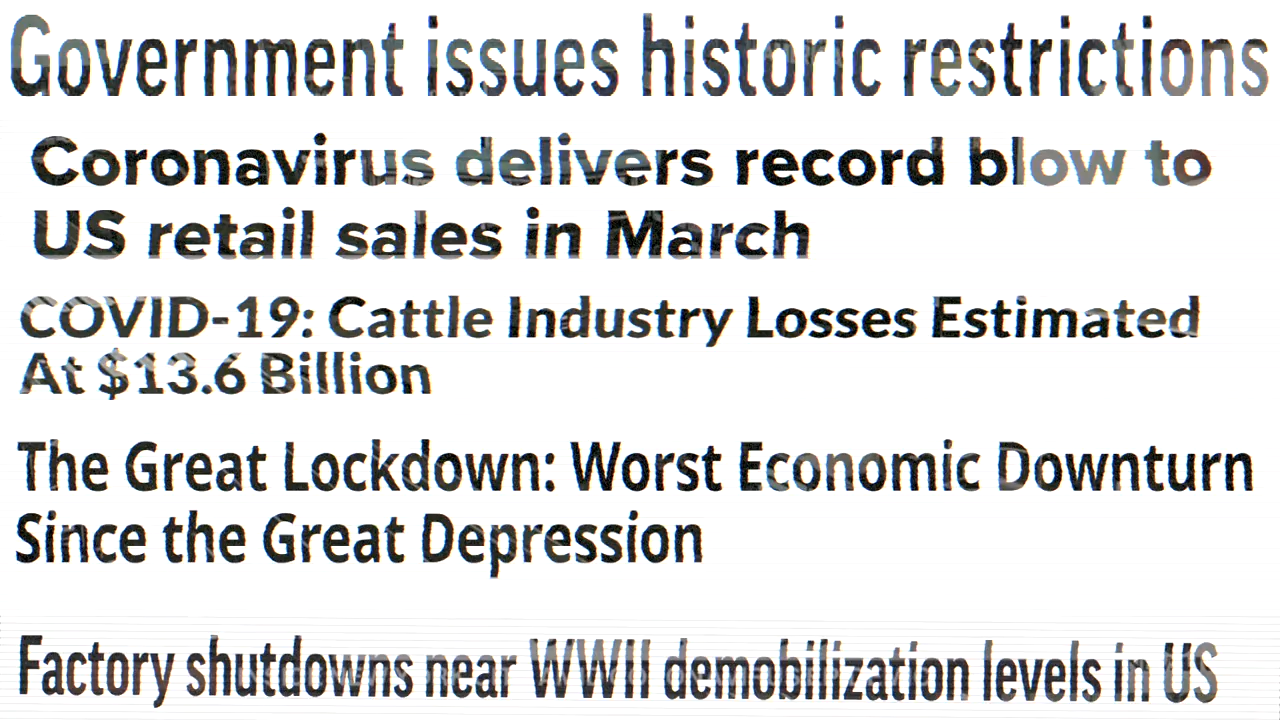 Government issues historic restrictions
Coronavirus delivers record blow to
US retail sales in March
COVID-19: Cattle Industry Losses Estimated
At $13.6 Billion
The Great Lockdown: Worst Economic Downturn
Since the Great Depression
Factory shutdowns near WWII demobilization levels in US